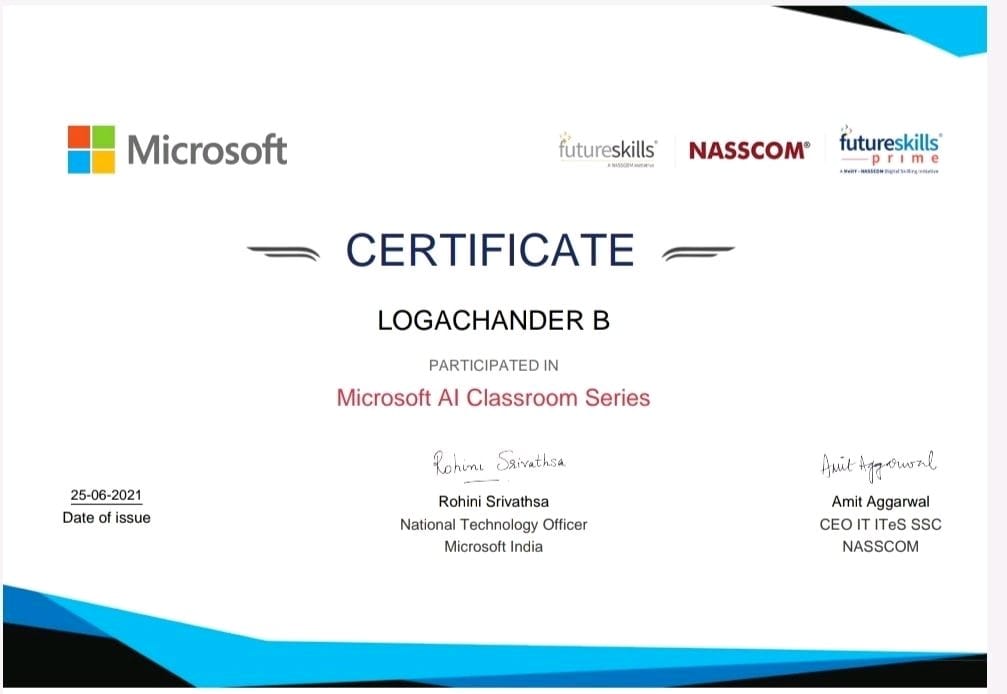 Microsoft
futureskills
A NASSCOM Initiative
NASSCOM®
futureskills
prime
A MeitY - NASSCOM Digital Skilling Initiative
CERTIFICATE
LOGACHANDER B
PARTICIPATED IN
Microsoft AI Classroom Series
Rohini Srivathsa
Amit Aggarwal
25-06-2021
Date of issue
Rohini Srivathsa
National Technology Officer
Microsoft India
Amit Aggarwal
CEO IT ITeS SSC
NASSCOM